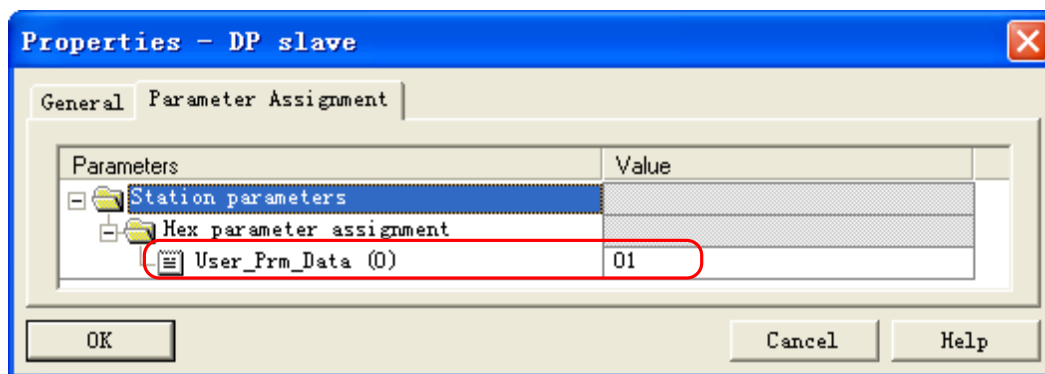 Properties - DP slave
General Parameter Assignment
Parameters Value
Station parameters
Hex parameter assignment
User_Prm_Data (0) 01
OK Cancel Help